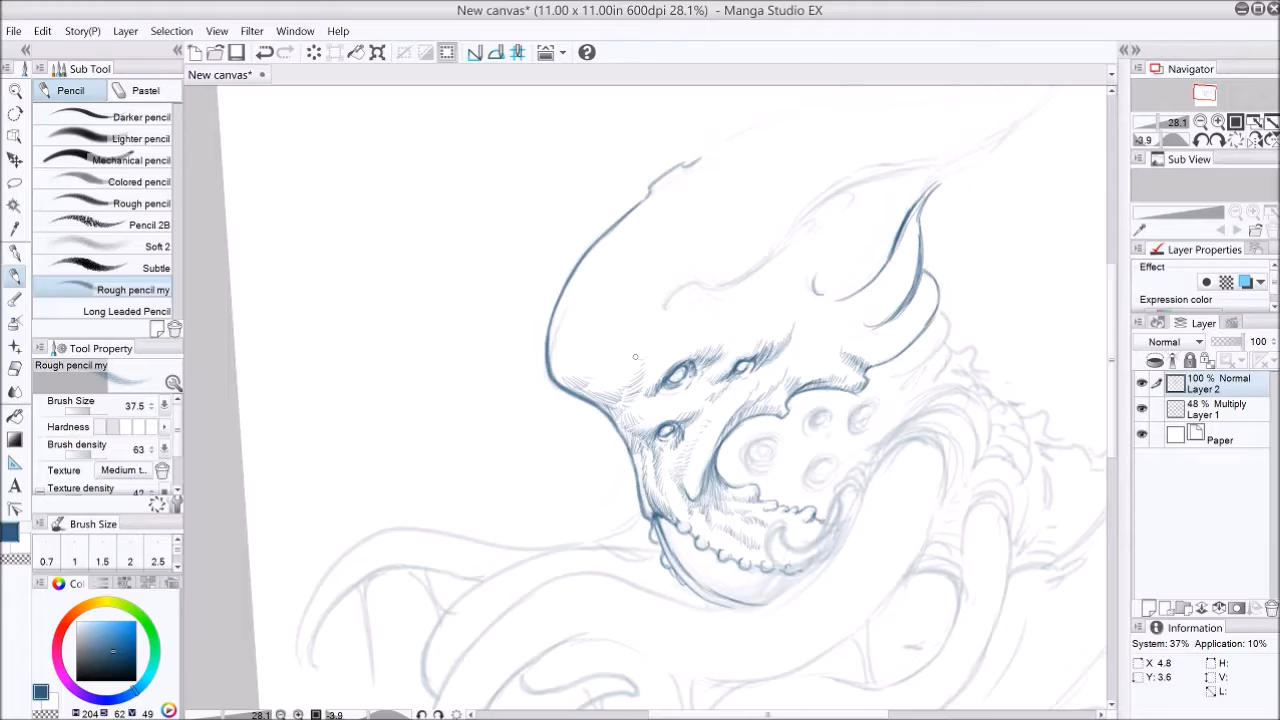 New canvas* (11.00 x 11.00in 600dpi 28.1%) - Manga Studio EX
File Edit Story(P) Layer Selection View Filter Window Help
Sub Tool
New canvas*
Navigator
Pencil Pastel
Darker pencil
Lighter pencil
Mechanical pencil
Colored pencil
Rough pencil
Pencil 2B
Soft 2
Subtle
Rough pencil my
Long Leaded Pencil
Tool Property
Rough pencil my
Brush Size 37.5
Hardness
Brush density 63
Texture Medium t..
Texture density 42
Brush Size
0.7 1 1.5 2 2.5
Col
204 62 V 49
28.1
Sub View
Layer Properties
Effect
Expression color
Layer
Normal 100
100 % Normal
Layer 2
48 % Multiply
Layer 1
Paper
Information
System: 37% Application: 10%
X 4.8 H:
Y: 3.6 V:
L:
28.1